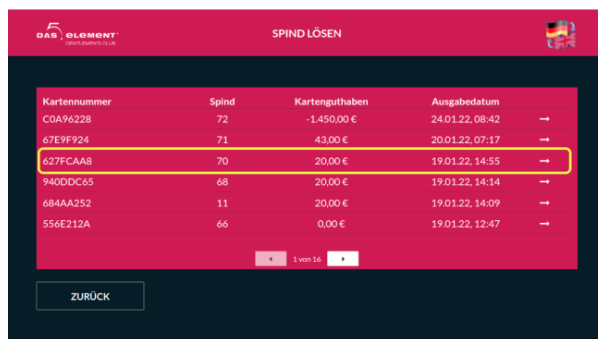 DAS 5 ELEMENT
GENTLEMEN'S CLUB
SPIND LÖSEN
Kartennummer Spind Kartenguthaben Ausgabedatum
C0A96228 72 -1.450,00 € 24.01.22, 08:42 →
67E9F924 71 43,00 € 20.01.22, 07:17 →
627FCAA8 70 20,00 € 19.01.22, 14:55 →
940DDC65 68 20,00 € 19.01.22, 14:14 →
684AA252 11 20,00 € 19.01.22, 14:09 →
556E212A 66 0,00 € 19.01.22, 12:47 →
1 von 16
ZURÜCK